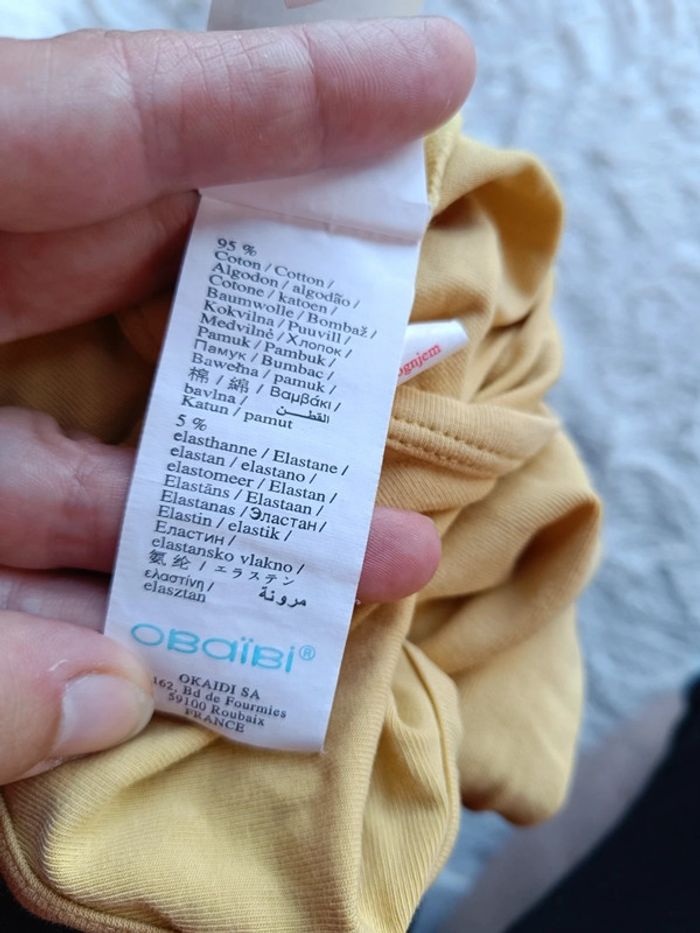 95 %
Coton / Cotton /
Algodon / algodão /
Cotone / katoen /
Baumwolle / Bombaž /
Kokvilna / Puuvill /
Medvilnė / Хлопок /
Pamuk / Pambuk /
Памук / Bumbac /
Bawełna / pamuk /
棉 / 綿 / Βαμβάκι /
bavlna / القطن
Katun / pamut
5 %
elasthanne / Elastane /
elastan / elastano /
elastomeer / Elastan /
Elastāns / Elastaan /
Elastanas / Эластан /
Elastin / elastik /
Еластин /
elastansko vlakno /
氨纶 / エラステン
ελαστίνη / مرونة
elasztan
obaïbi®
OKAIDI SA
162, Bd de Fourmies
59100 Roubaix
FRANCE
ognjem